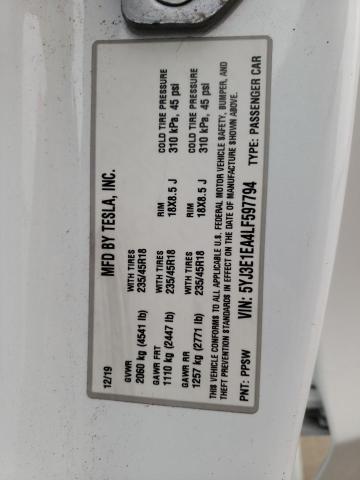 MFD BY TESLA, INC.
12/19
GVWR WITH TIRES RIM COLD TIRE PRESSURE
2060 kg (4541 lb) 235/45R18 18X8.5 J 310 kPa, 45 psi
GAWR FRT
1110 kg (2447 lb)
GAWR RR WITH TIRES RIM COLD TIRE PRESSURE
1257 kg (2771 lb) 235/45R18 18X8.5 J 310 kPa, 45 psi
THIS VEHICLE CONFORMS TO ALL APPLICABLE U.S. FEDERAL MOTOR VEHICLE SAFETY, BUMPER, AND
THEFT PREVENTION STANDARDS IN EFFECT ON THE DATE OF MANUFACTURE SHOWN ABOVE.
VIN: 5YJ3E1EA4LF597794
PNT: PPSW TYPE: PASSENGER CAR